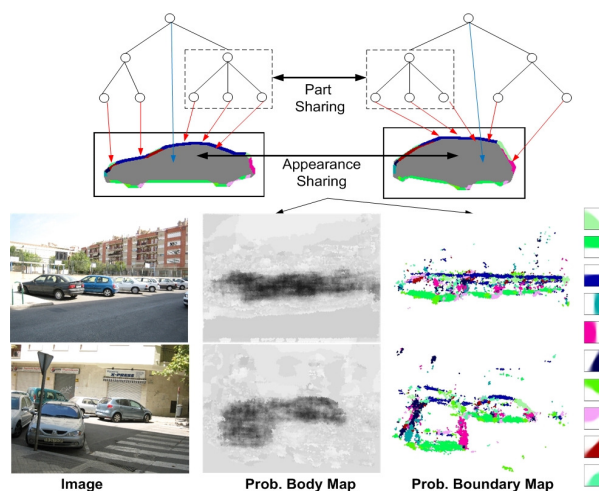 Part
Sharing
Appearance
Sharing
Image
Prob. Body Map
Prob. Boundary Map